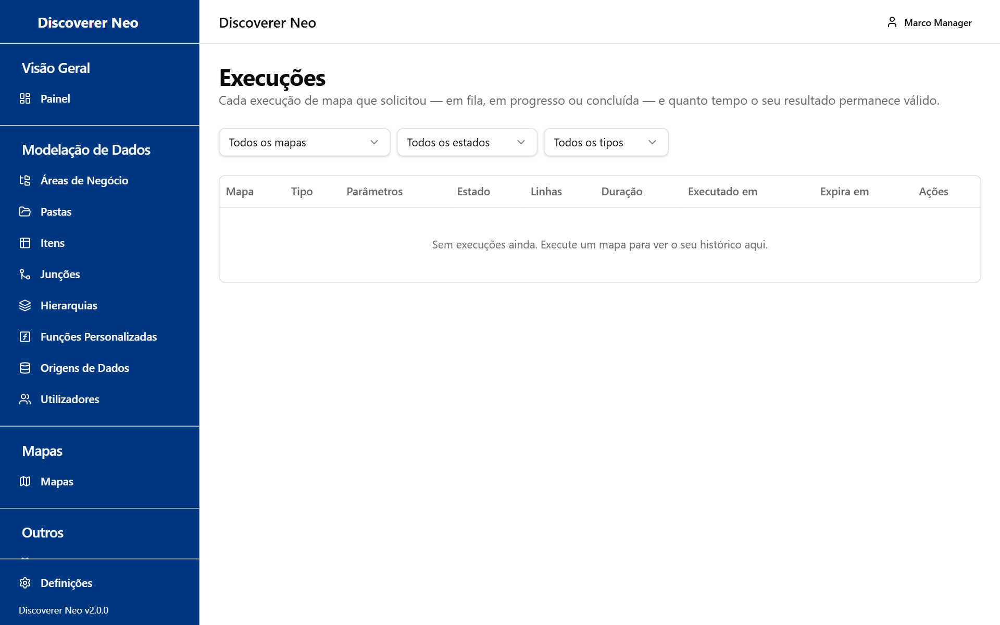 Discoverer Neo
Visão Geral
Painel
Modelação de Dados
Áreas de Negócio
Pastas
Itens
Junções
Hierarquias
Funções Personalizadas
Origens de Dados
Utilizadores
Mapas
Mapas
Outros
Definições
Discoverer Neo v2.0.0
Discoverer Neo
Marco Manager
Execuções
Cada execução de mapa que solicitou — em fila, em progresso ou concluída — e quanto tempo o seu resultado permanece válido.
Todos os mapas Todos os estados Todos os tipos
Mapa Tipo Parâmetros Estado Linhas Duração Executado em Expira em Ações
Sem execuções ainda. Execute um mapa para ver o seu histórico aqui.